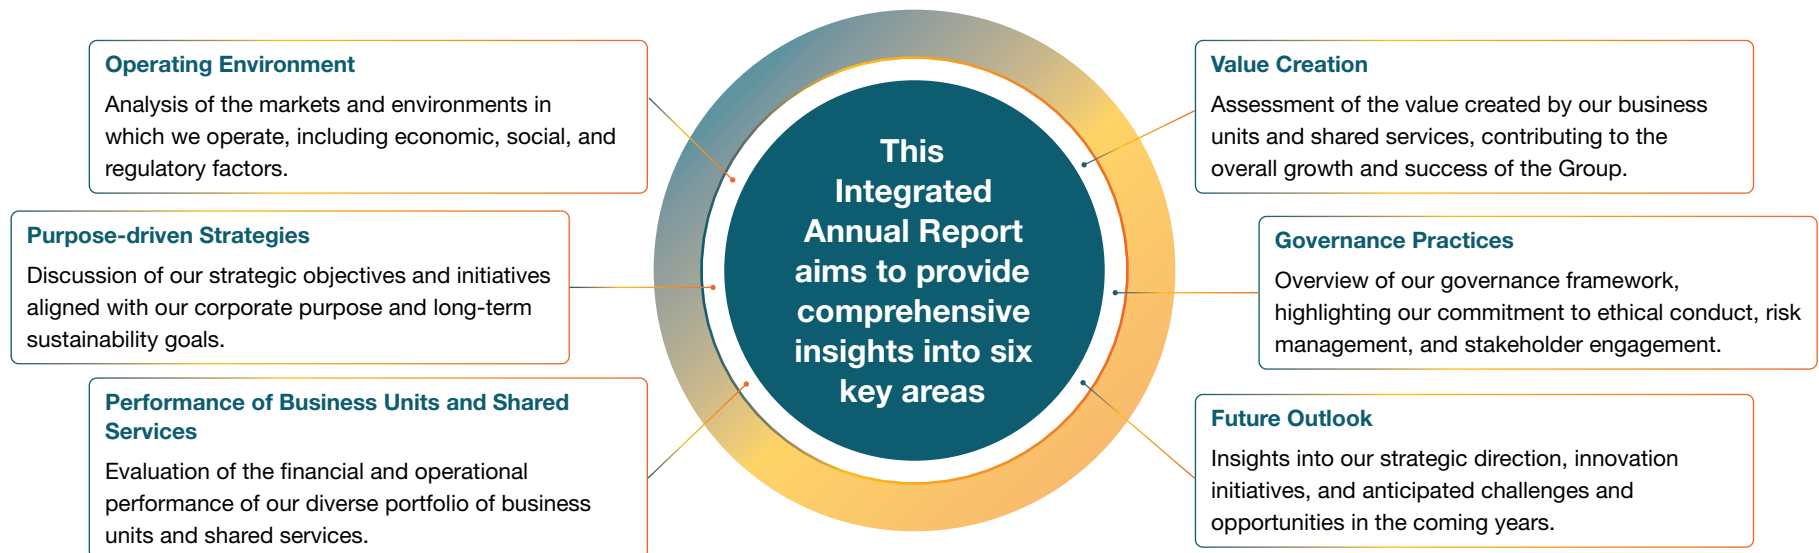 Operating Environment
Analysis of the markets and environments in
which we operate, including economic, social, and
regulatory factors.
Purpose-driven Strategies
Discussion of our strategic objectives and initiatives
aligned with our corporate purpose and long-term
sustainability goals.
Performance of Business Units and Shared
Services
Evaluation of the financial and operational
performance of our diverse portfolio of business
units and shared services.
This
Integrated
Annual Report
aims to provide
comprehensive
insights into six
key areas
Value Creation
Assessment of the value created by our business
units and shared services, contributing to the
overall growth and success of the Group.
Governance Practices
Overview of our governance framework,
highlighting our commitment to ethical conduct, risk
management, and stakeholder engagement.
Future Outlook
Insights into our strategic direction, innovation
initiatives, and anticipated challenges and
opportunities in the coming years.